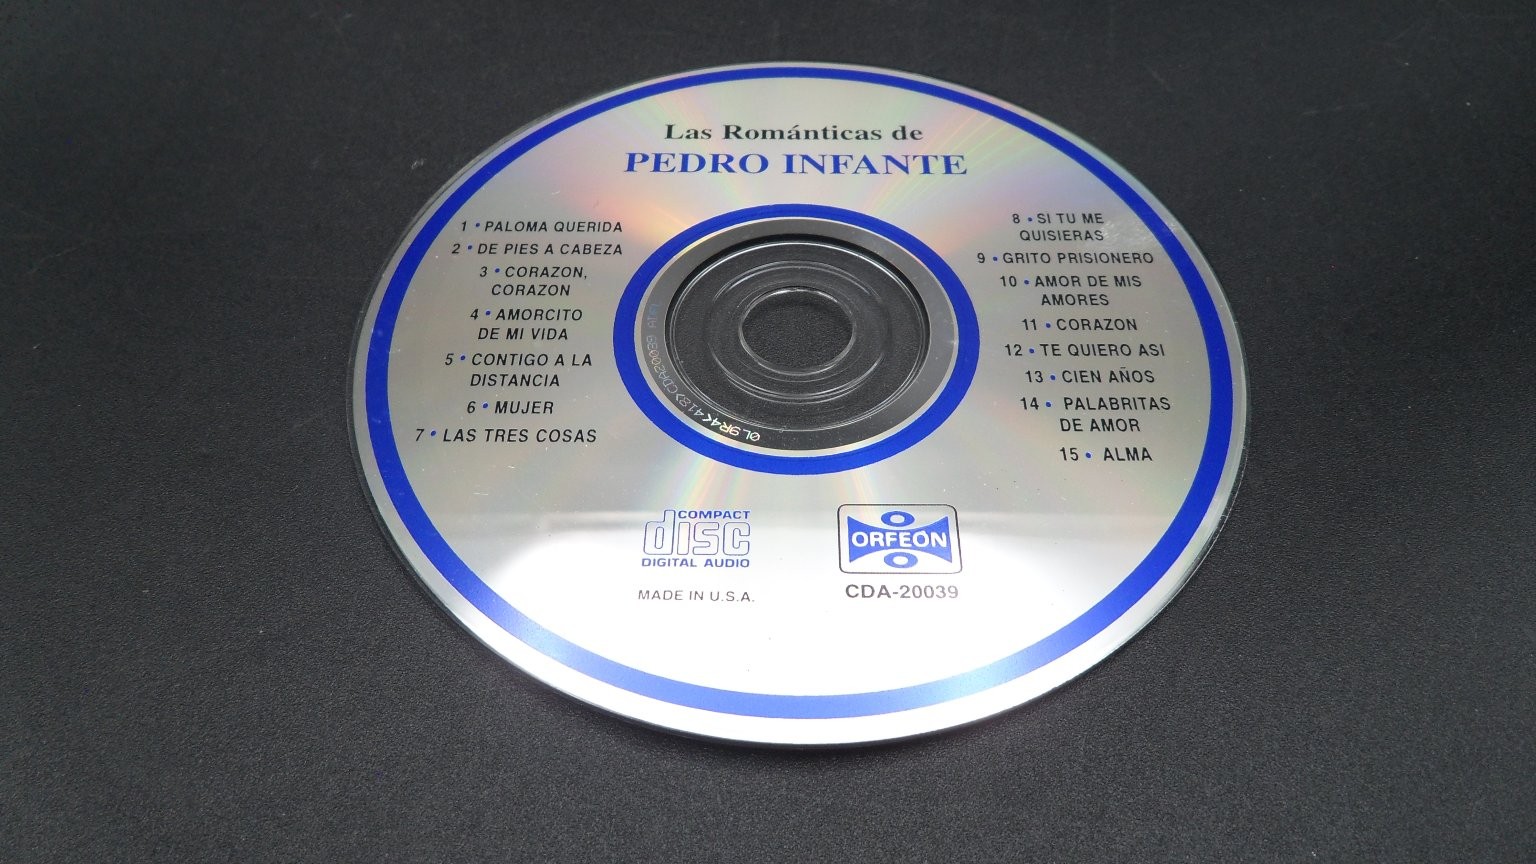 Las Románticas de
PEDRO INFANTE
1 • PALOMA QUERIDA
2 • DE PIES A CABEZA
3 • CORAZON,
CORAZON
4 • AMORCITO
DE MI VIDA
5 • CONTIGO A LA
DISTANCIA
6 • MUJER
7 • LAS TRES COSAS
8 • SI TU ME
QUISIERAS
9 • GRITO PRISIONERO
10 • AMOR DE MIS
AMORES
11 • CORAZON
12 • TE QUIERO ASI
13 • CIEN AÑOS
14 • PALABRITAS
DE AMOR
15 • ALMA
COMPACT
disc
DIGITAL AUDIO
MADE IN U.S.A.
ORFEÓN
CDA-20039